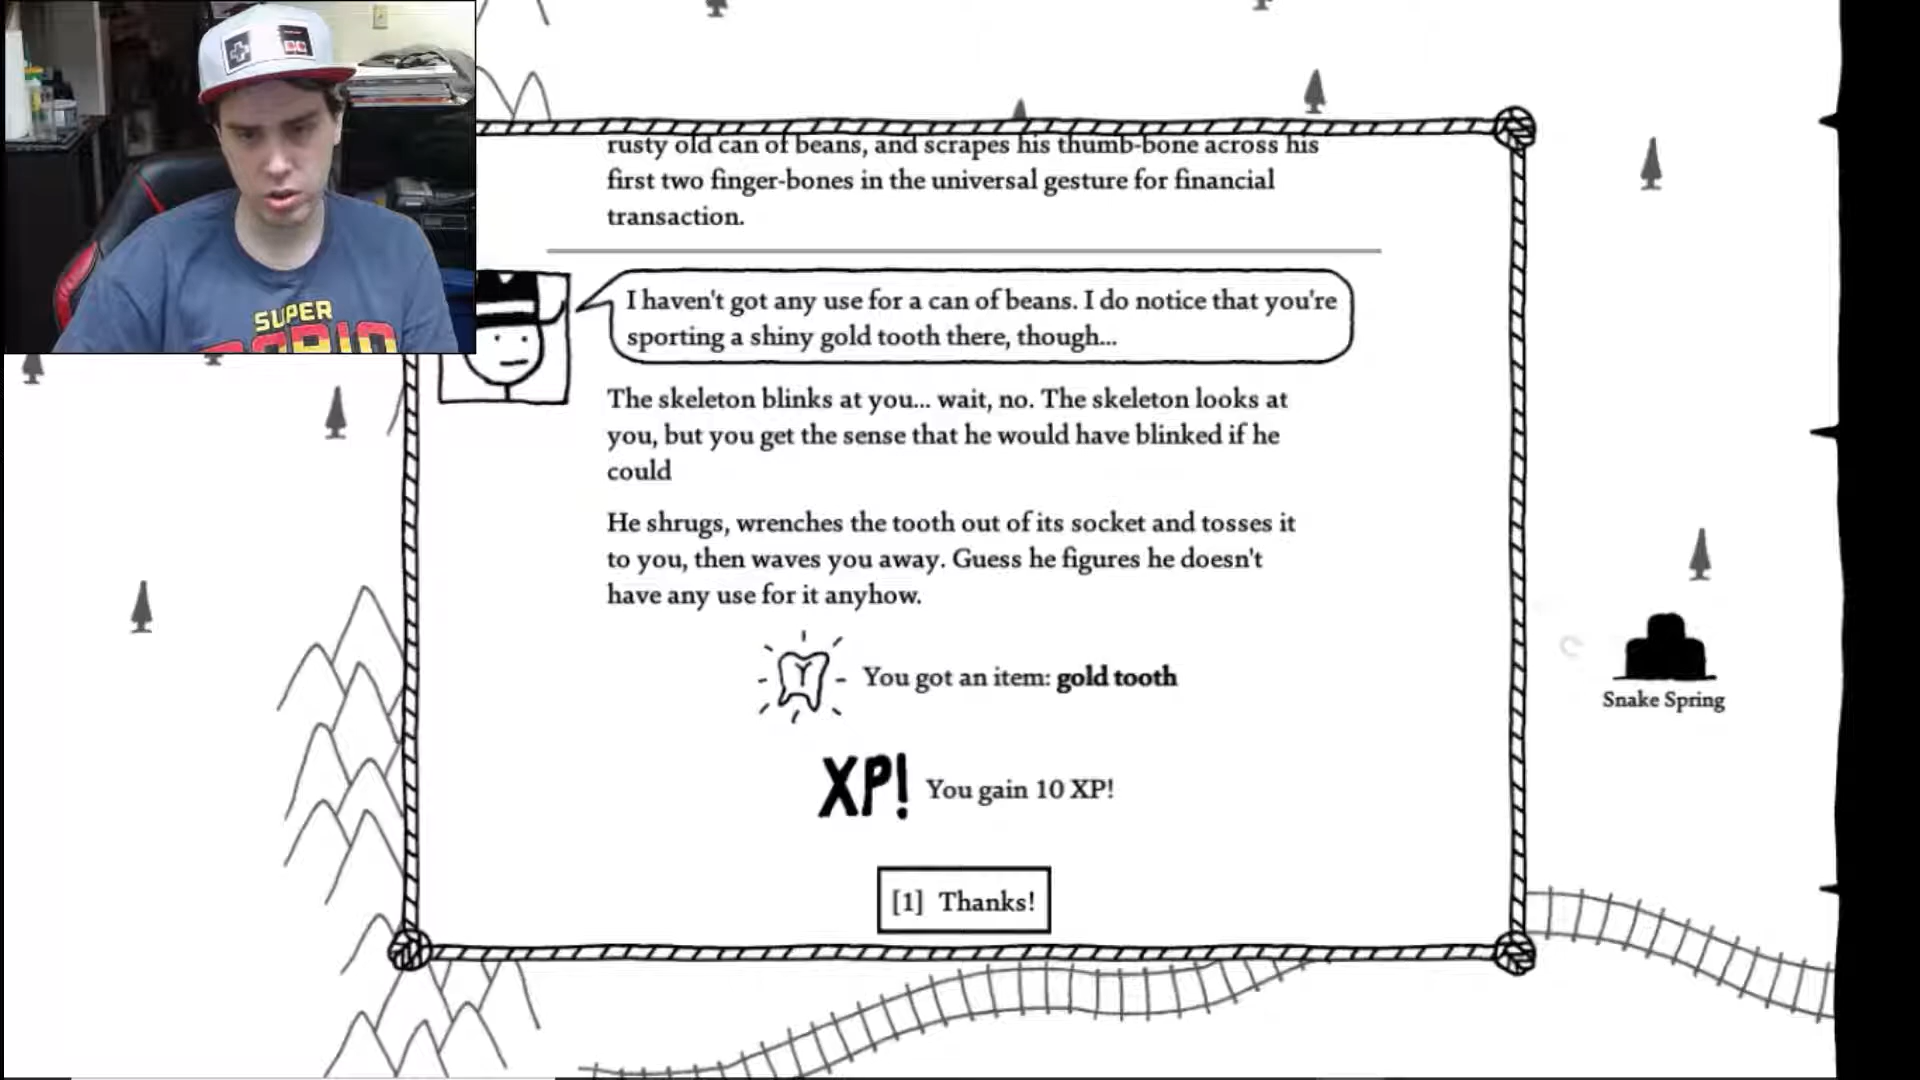 SUPER
rusty old can of beans, and scrapes his thumb-bone across his
first two finger-bones in the universal gesture for financial
transaction.
I haven't got any use for a can of beans. I do notice that you're
sporting a shiny gold tooth there, though...
The skeleton blinks at you... wait, no. The skeleton looks at
you, but you get the sense that he would have blinked if he
could
He shrugs, wrenches the tooth out of its socket and tosses it
to you, then waves you away. Guess he figures he doesn't
have any use for it anyhow.
You got an item: gold tooth
XP! You gain 10 XP!
[1] Thanks!
Snake Spring